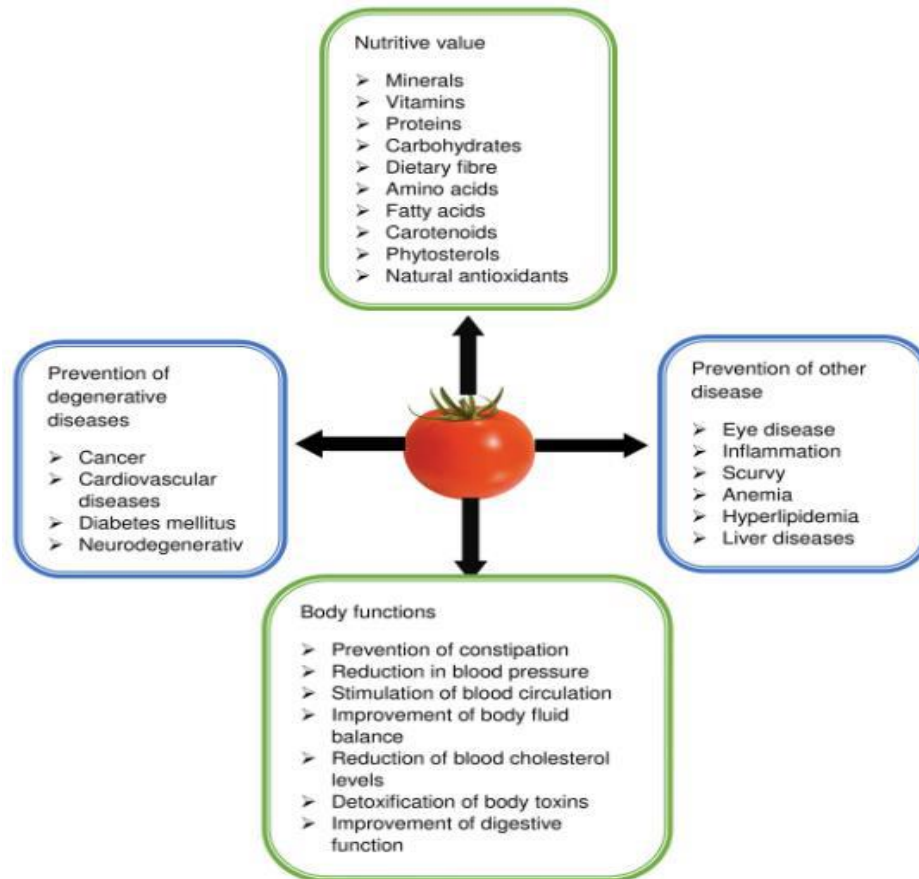 Nutritive value
➢ Minerals
➢ Vitamins
➢ Proteins
➢ Carbohydrates
➢ Dietary fibre
➢ Amino acids
➢ Fatty acids
➢ Carotenoids
➢ Phytosterols
➢ Natural antioxidants
Prevention of
degenerative
diseases
➢ Cancer
➢ Cardiovascular
diseases
➢ Diabetes mellitus
➢ Neurodegenerativ
Prevention of other
disease
➢ Eye disease
➢ Inflammation
➢ Scurvy
➢ Anemia
➢ Hyperlipidemia
➢ Liver diseases
Body functions
➢ Prevention of constipation
➢ Reduction in blood pressure
➢ Stimulation of blood circulation
➢ Improvement of body fluid
balance
➢ Reduction of blood cholesterol
levels
➢ Detoxification of body toxins
➢ Improvement of digestive
function